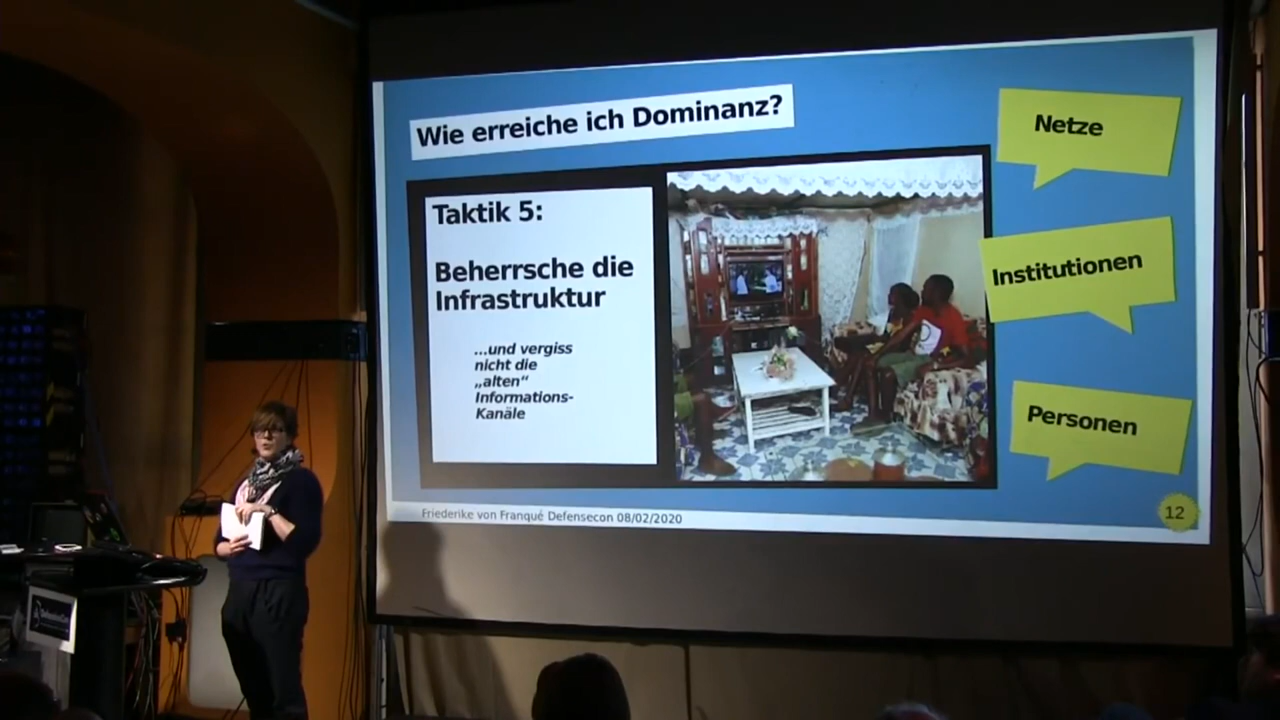 Wie erreiche ich Dominanz?
Taktik 5:
Beherrsche die
Infrastruktur
...und vergiss
nicht die
„alten“
Informations-
Kanäle
Netze
Institutionen
Personen
Friederike von Franqué Defensecon 08/02/2020
12